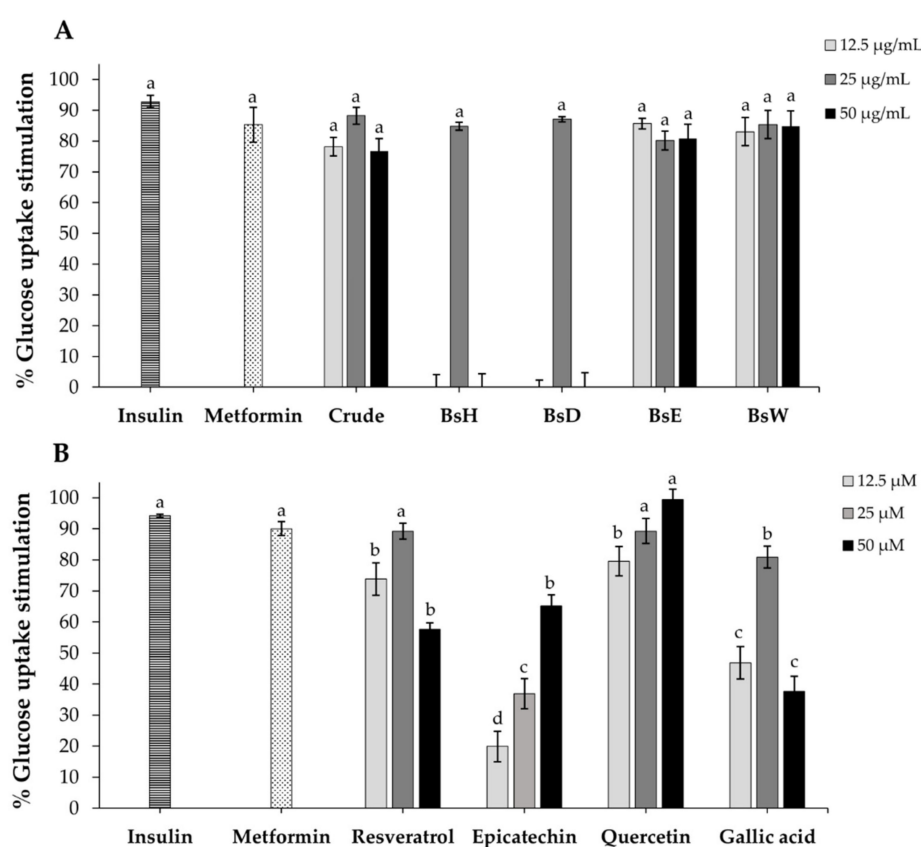 A
12.5 µg/mL
25 µg/mL
50 µg/mL
% Glucose uptake stimulation
100
90
80
70
60
50
40
30
20
10
0
a
a
a
a
a
a
a
a
a
a
a
a
a
Insulin Metformin Crude BsH BsD BsE BsW
B
12.5 µM
25 µM
50 µM
% Glucose uptake stimulation
100
90
80
70
60
50
40
30
20
10
0
a
a
b
a
b
d
c
b
b
a
a
c
b
c
Insulin Metformin Resveratrol Epicatechin Quercetin Gallic acid